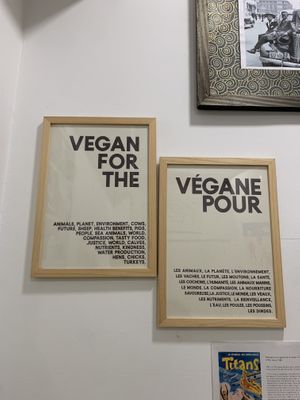 VEGAN
FOR
THE
ANIMALS, PLANET, ENVIRONMENT, COWS,
FUTURE, SHEEP, HEALTH BENEFITS, PIGS,
PEOPLE, SEA ANIMALS, WORLD,
COMPASSION, TASTY FOOD,
JUSTICE, WORLD, CALVES,
NUTRIENTS, KINDNESS,
WATER PRODUCTION,
HENS, CHICKS,
TURKEYS.
VÉGANE
POUR
LES ANIMAUX, LA PLANÈTE, L'ENVIRONNEMENT,
LES VACHES, LE FUTUR, LES MOUTONS, LA SANTÉ,
LES COCHONS, L'HUMANITÉ, LES ANIMAUX MARINS,
LE MONDE, LA COMPASSION, LA NOURRITURE
SAVOUREUSE, LA JUSTICE, LE MONDE, LES VEAUX,
LES NUTRIMENTS, LA BIENVEILLANCE,
L'EAU, LES POULES, LES POUSSINS,
LES DINDES.
Titans